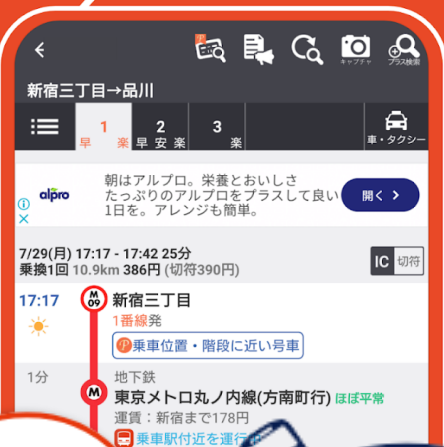 キャプチャ
プラス検索
新宿三丁目→品川
1
早 楽
2
早 安 楽
3
楽
車・タクシー
alpro
朝はアルプロ。栄養とおいしさ
たっぷりのアルプロをプラスして良い
1日を。アレンジも簡単。
開く
7/29(月) 17:17 - 17:42 25分
乗換1回 10.9km 386円 (切符390円)
IC 切符
17:17
M
09
新宿三丁目
1番線発
乗車位置・階段に近い号車
1分
地下鉄
M
東京メトロ丸ノ内線(方南町行) ほぼ平常
運賃：新宿まで178円
乗車駅付近を運行